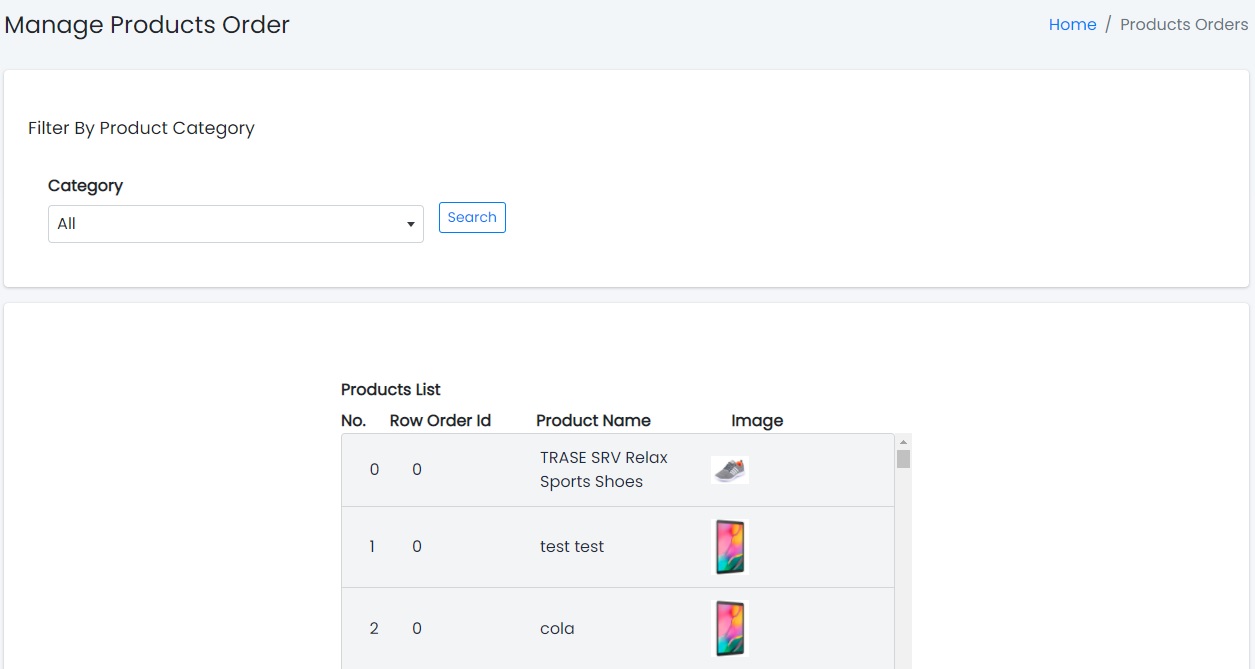 Manage Products Order
Home / Products Orders
Filter By Product Category
Category
All
Search
Products List
No. Row Order Id Product Name Image
0 0 TRASE SRV Relax
Sports Shoes
1 0 test test
2 0 cola